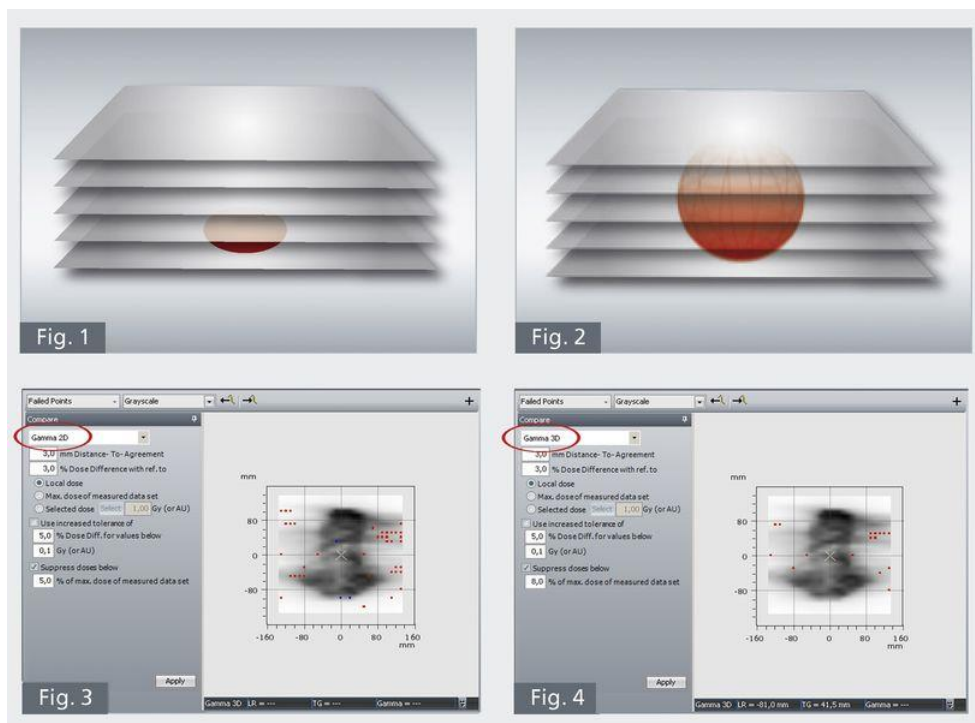 Fig. 1
Fig. 2
Failed Points Grayscale
Compare
Gamma 2D
3,0 mm Distance- To- Agreement
3,0 % Dose Difference with ref. to
Local dose
Max. dose of measured data set
Selected dose Select 1,00 Gy (or AU)
Use increased tolerance of
5,0 % Dose Diff. for values below
0,1 Gy (or AU)
Suppress doses below
5,0 % of max. dose of measured data set
Apply
mm
80
0
-80
-160 -80 0 80 160
mm
Gamma 3D LR = --- TG = --- Gamma = ---
Fig. 3
Failed Points Grayscale
Compare
Gamma 3D
3,0 mm Distance- To- Agreement
3,0 % Dose Difference with ref. to
Local dose
Max. dose of measured data set
Selected dose Select 1,00 Gy (or AU)
Use increased tolerance of
5,0 % Dose Diff. for values below
0,1 Gy (or AU)
Suppress doses below
8,0 % of max. dose of measured data set
Apply
mm
80
0
-80
-160 -80 0 80 160
mm
Gamma 3D LR = -81,0 mm TG = 41,5 mm Gamma = ---
Fig. 4